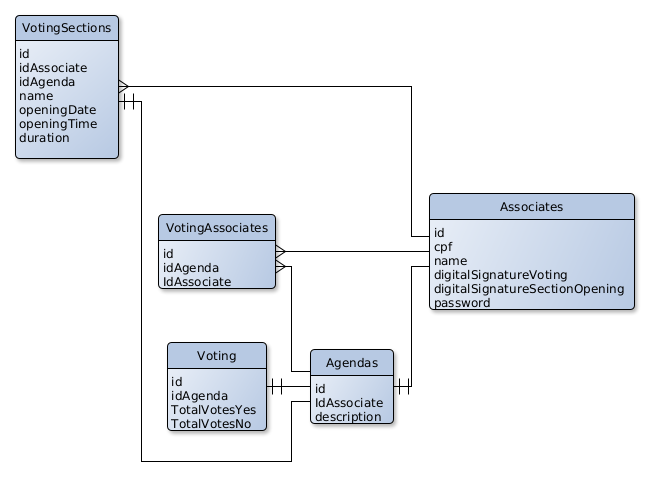 VotingSections
id
idAssociate
idAgenda
name
openingDate
openingTime
duration
Associates
id
cpf
name
digitalSignatureVoting
digitalSignatureSectionOpening
password
VotingAssociates
id
idAgenda
IdAssociate
Voting
id
idAgenda
TotalVotesYes
TotalVotesNo
Agendas
id
IdAssociate
description